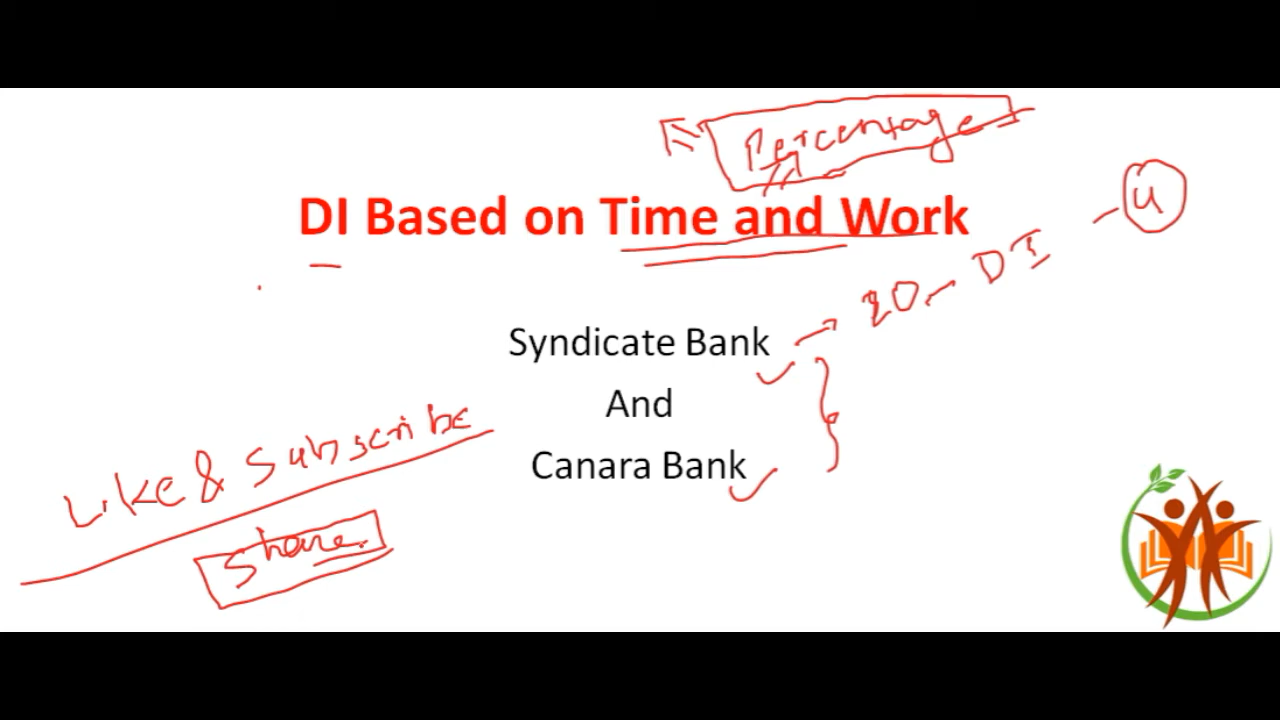 Percentage
DI Based on Time and Work
Syndicate Bank → 20 - DI - 4
And
Canara Bank
Like & Subscribe
Share